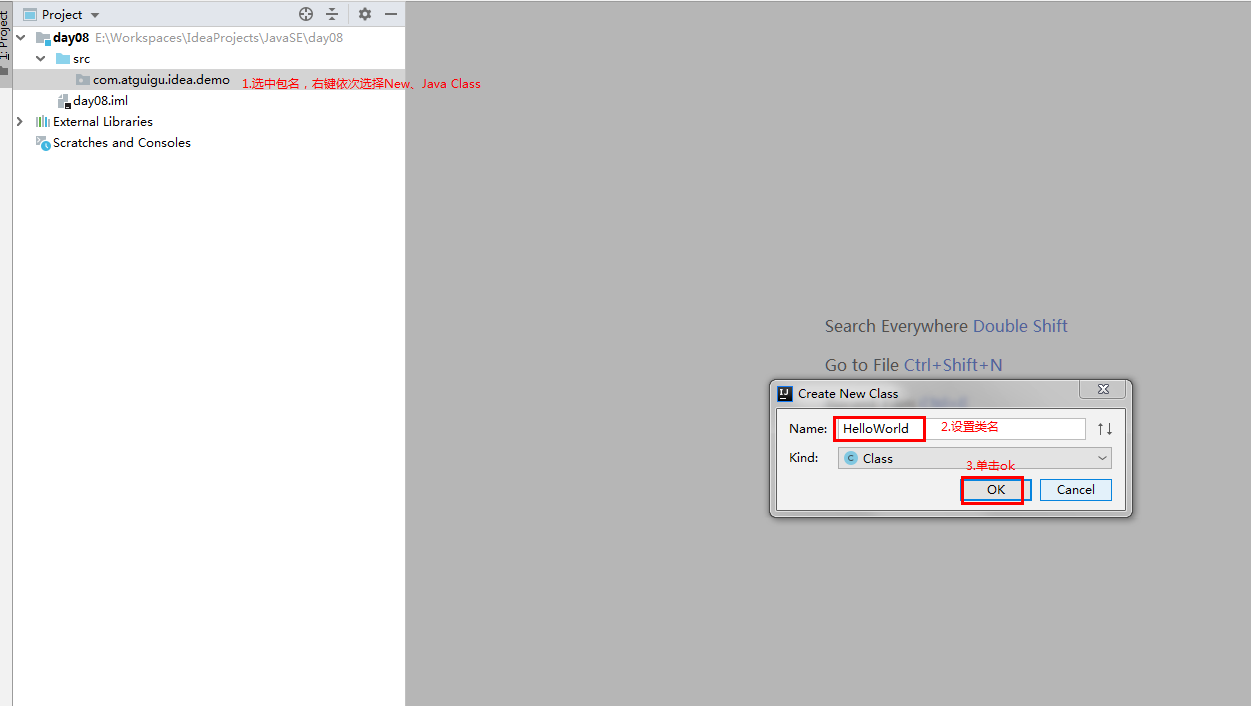 1: Project
Project
day08 E:\Workspaces\IdeaProjects\JavaSE\day08
src
com.atguigu.idea.demo 1.选中包名，右键依次选择New、Java Class
day08.iml
External Libraries
Scratches and Consoles
Search Everywhere Double Shift
Go to File Ctrl+Shift+N
Create New Class
Name: HelloWorld 2.设置类名
Kind: C Class
3.单击ok
OK Cancel